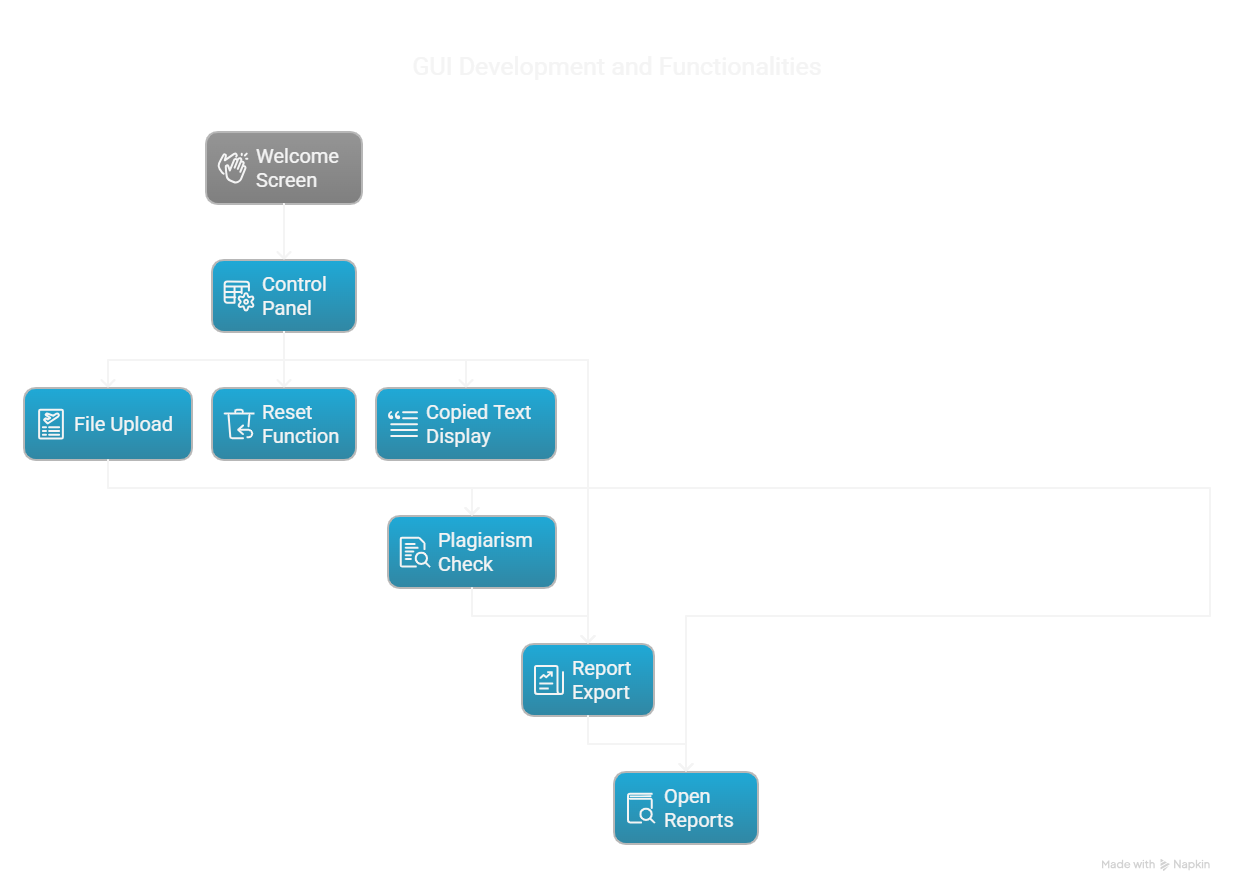 GUI Development and Functionalities
Welcome
Screen
Control
Panel
File Upload
Reset
Function
Copied Text
Display
Plagiarism
Check
Report
Export
Open
Reports
Made with Napkin